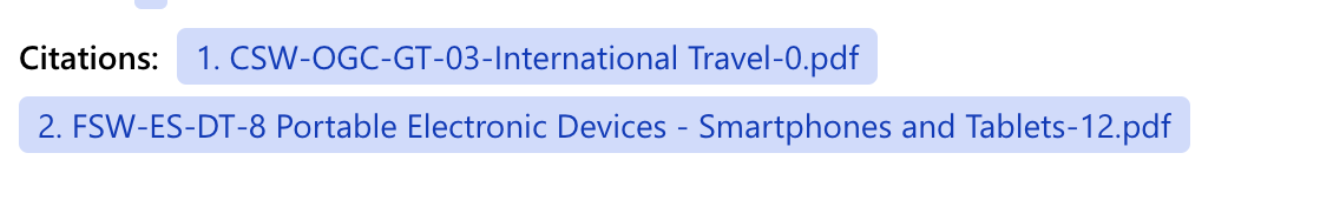 Citations: 1. CSW-OGC-GT-03-International Travel-0.pdf
2. FSW-ES-DT-8 Portable Electronic Devices - Smartphones and Tablets-12.pdf